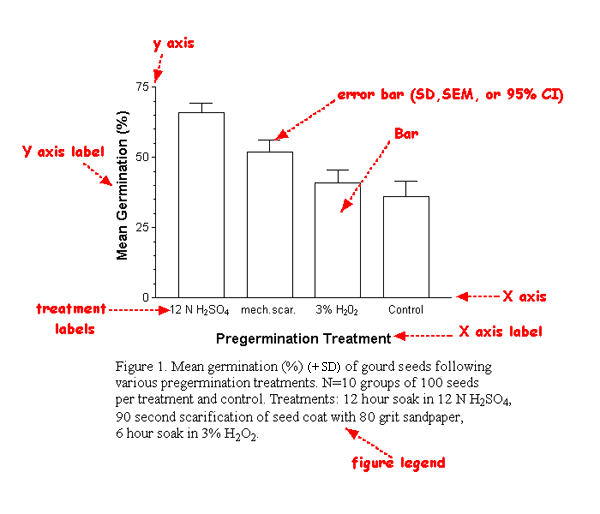 y axis
75
error bar (SD,SEM, or 95% CI)
Bar
Y axis label
Mean Germination (%)
50
25
0
X axis
treatment
labels
12 N H₂SO₄ mech.scar. 3% H₂0₂ Control
Pregermination Treatment
X axis label
Figure 1. Mean germination (%) (+SD) of gourd seeds following
various pregermination treatments. N=10 groups of 100 seeds
per treatment and control. Treatments: 12 hour soak in 12 N H₂SO₄,
90 second scarification of seed coat with 80 grit sandpaper,
6 hour soak in 3% H₂O₂.
figure legend